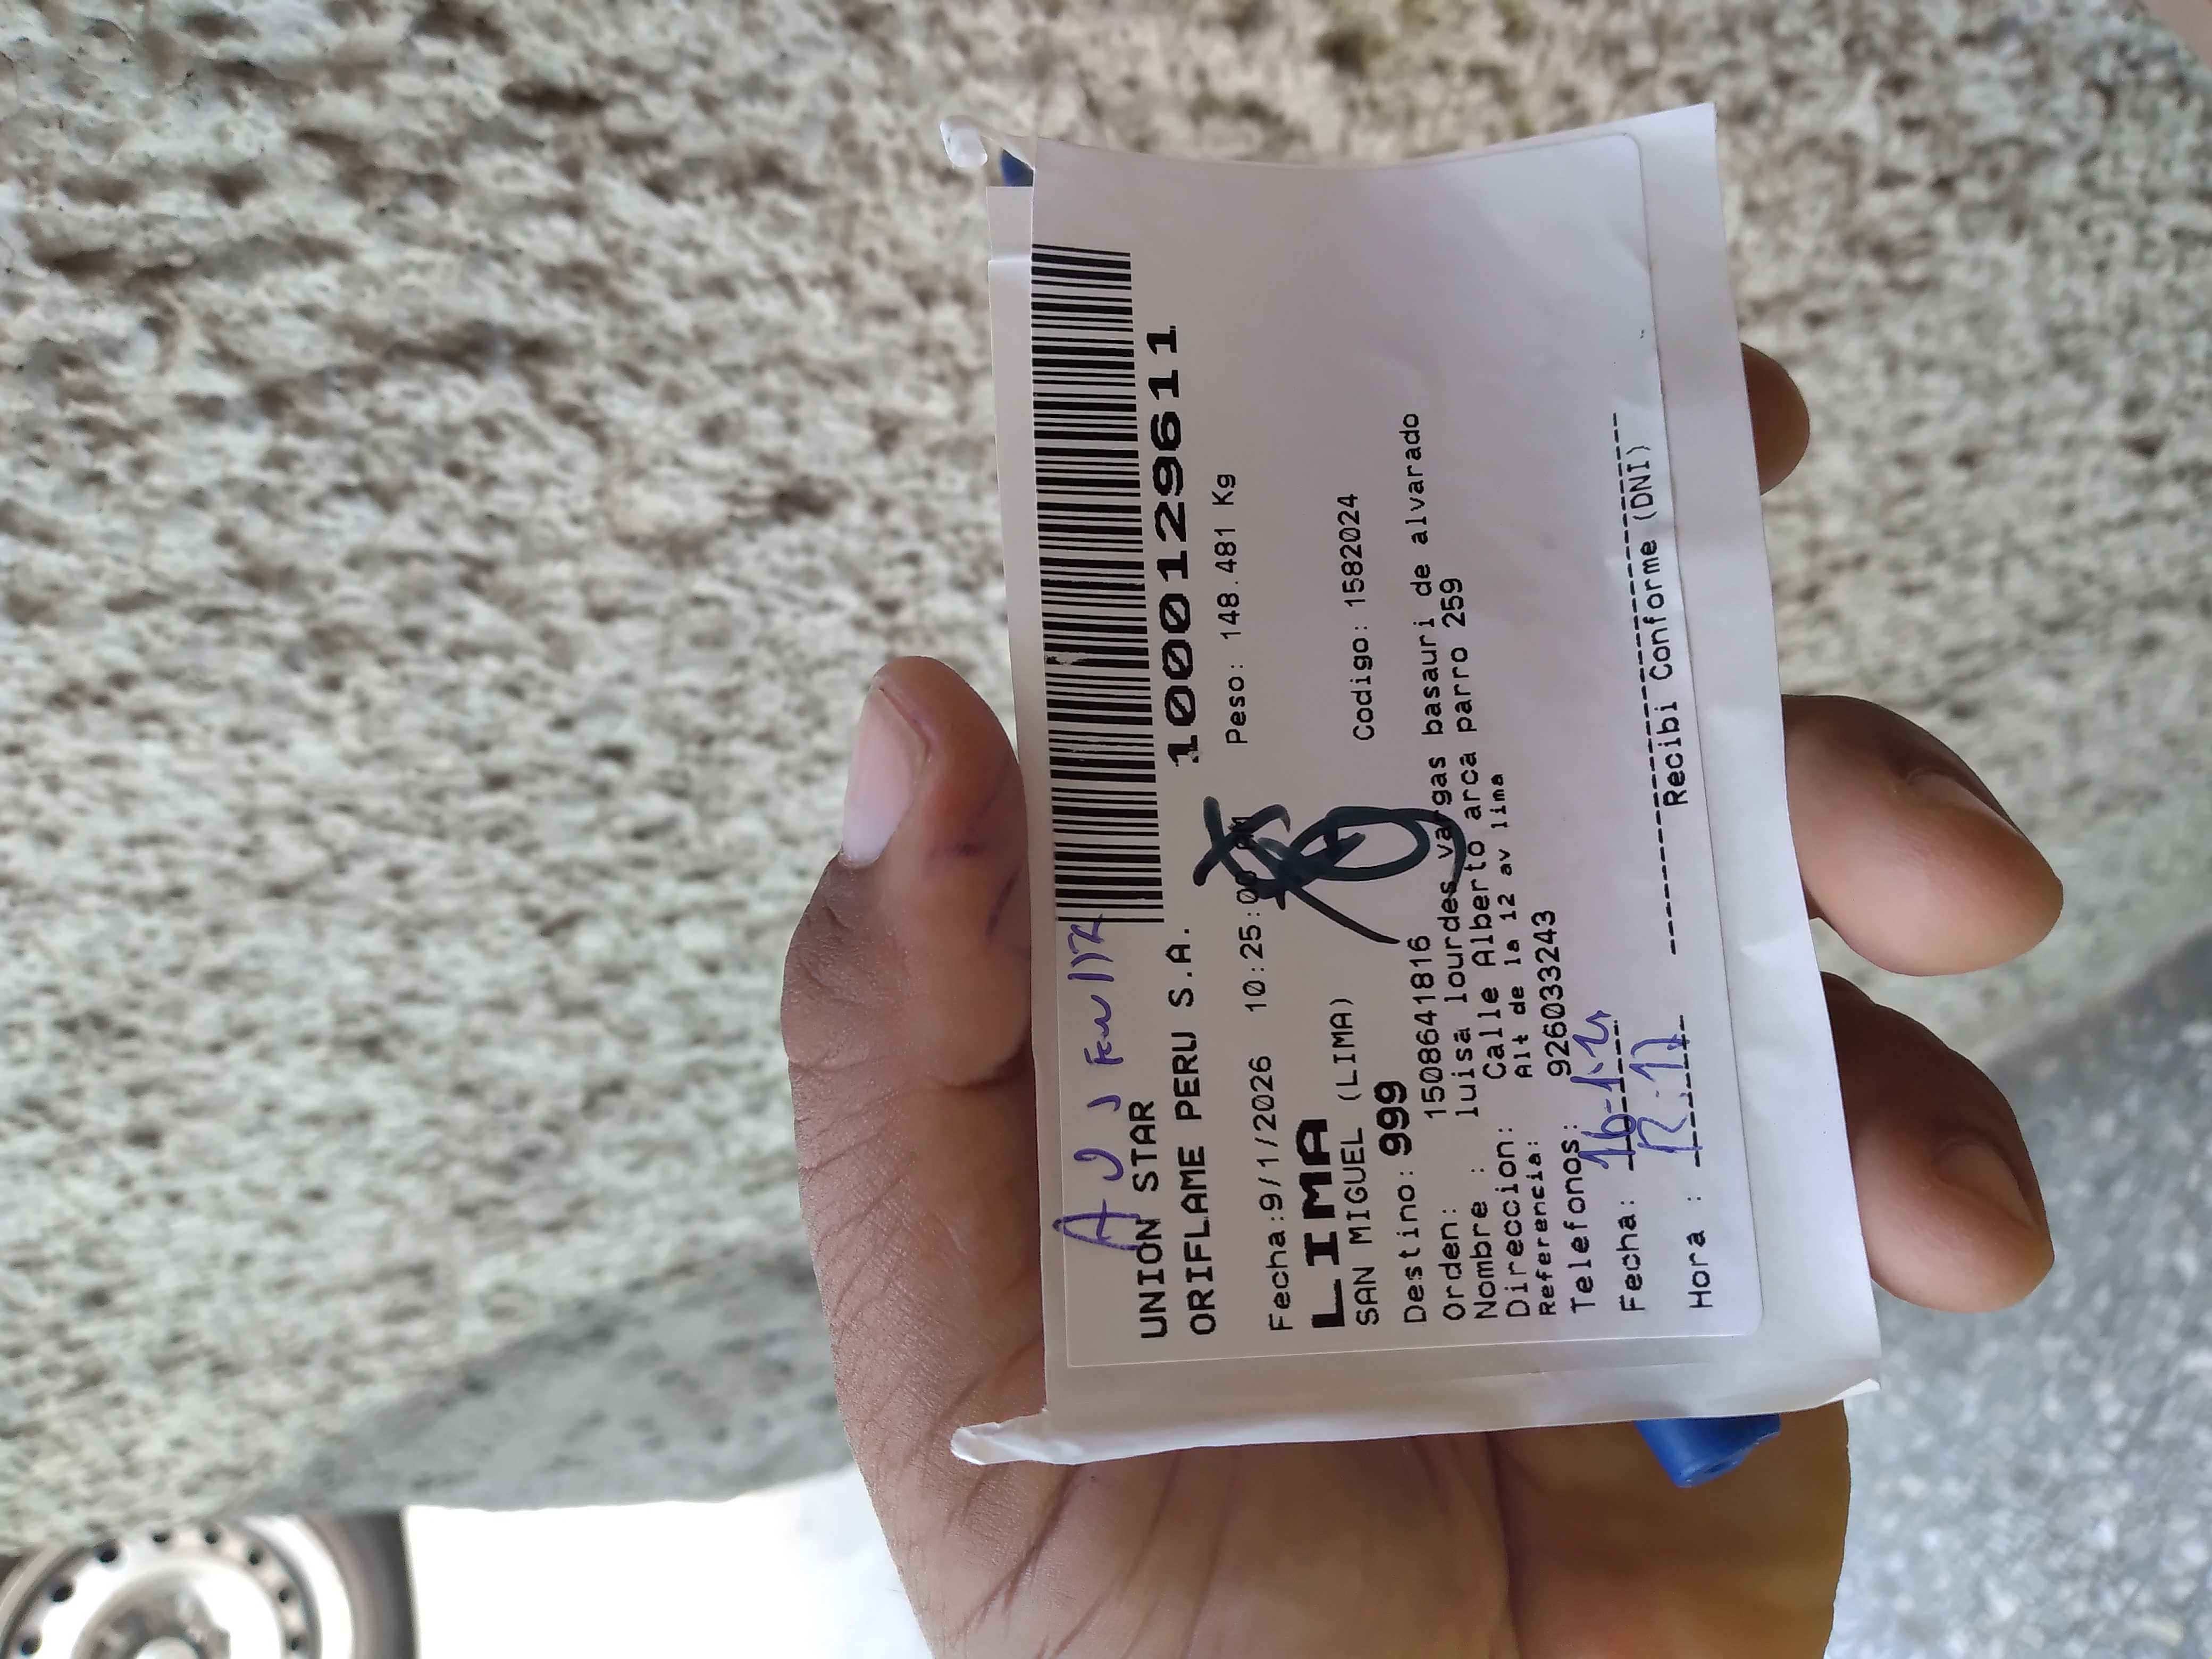 UNION STAR
ORIFLAME PERU S.A. 1000129611
Fecha:9/1/2026 10:25:00 Peso: 148.481 Kg
LIMA
SAN MIGUEL (LIMA) Codigo: 1582024
Destino: 999
Orden: 1508641816
Nombre : luisa lourdes vargas basauri de alvarado
Direccion: Calle Alberto arca parro 259
Referencia: Alt de la 12 av lima
Telefonos: 926033243
Fecha:
Hora :
Recibi Conforme (DNI)